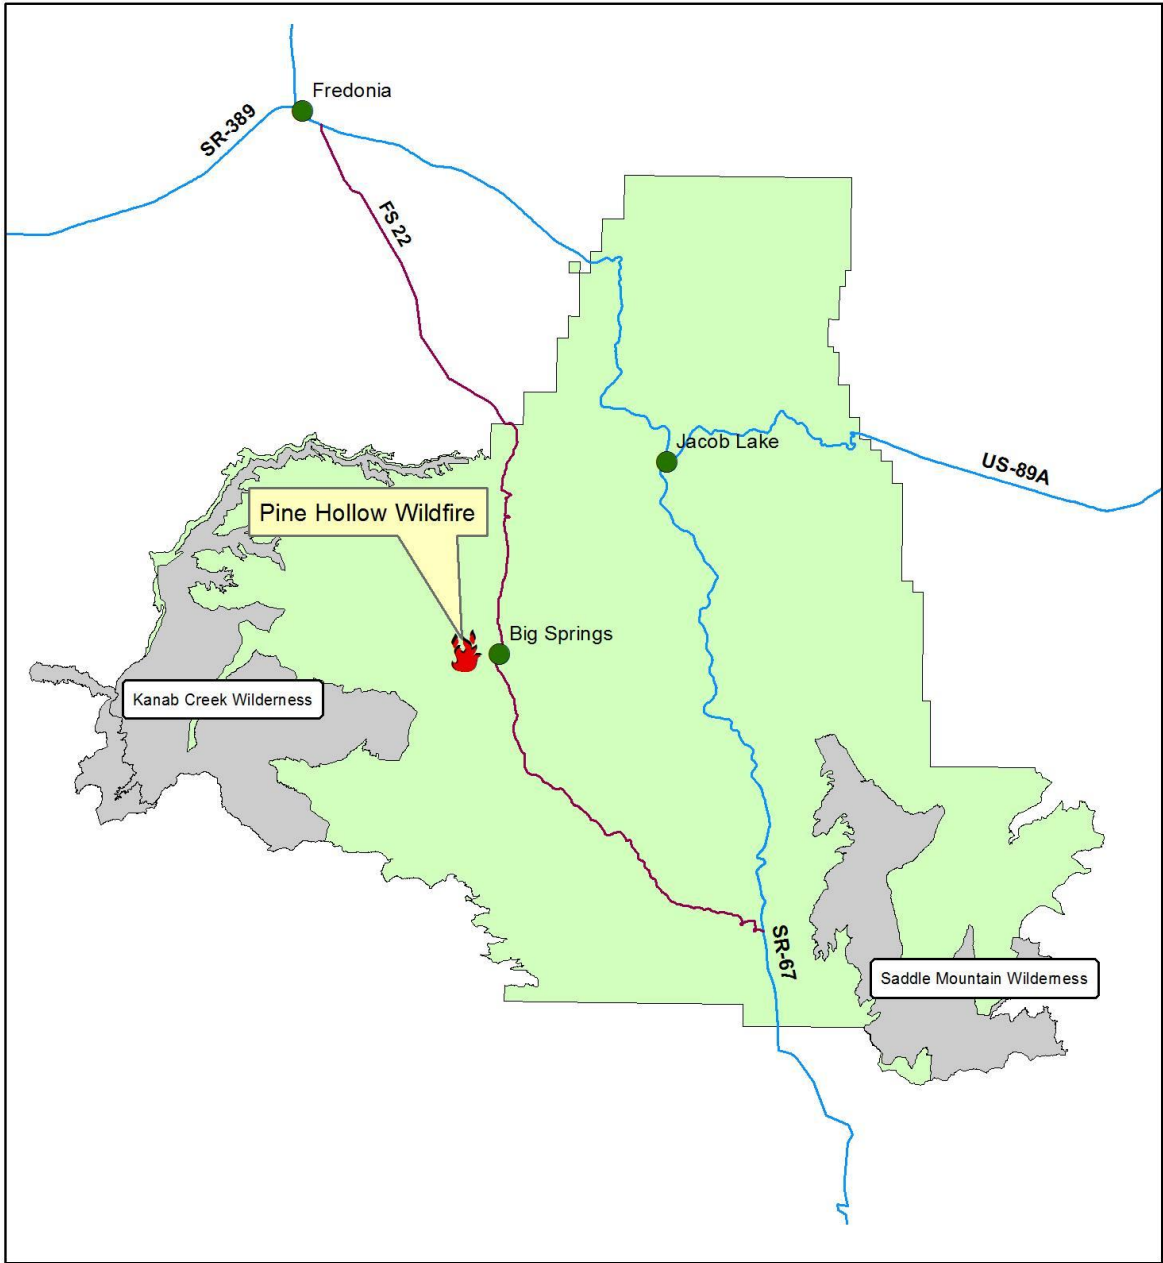 Fredonia
SR-389
FS 22
Jacob Lake
US-89A
Pine Hollow Wildfire
Big Springs
Kanab Creek Wilderness
SR-67
Saddle Mountain Wilderness